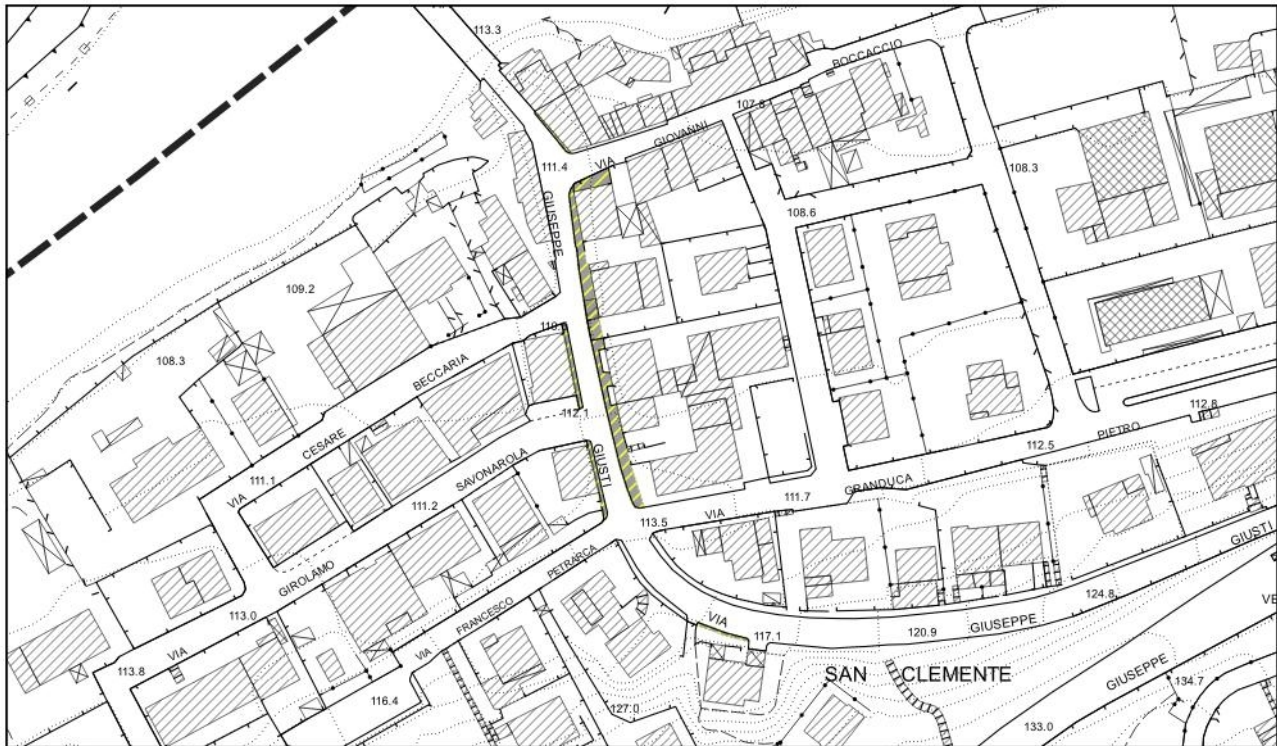 113.3
BOCCACCIO
107.8
GIOVANNI
VIA
111.4
108.3
GIUSEPPE
108.6
109.2
108.3
BECCARIA
112.1
CESARE
VIA
111.1
GIUSTI
SAVONAROLA
111.2
GIROLAMO
VIA
113.0
113.8
112.8
PIETRO
112.5
GRANDUCA
111.7
VIA
113.5
PETRARCA
FRANCESCO
VIA
116.4
GIUSTI
124.8
GIUSEPPE
120.9
VIA
117.1
SAN CLEMENTE
GIUSEPPE
134.7
133.0
127.0
VE